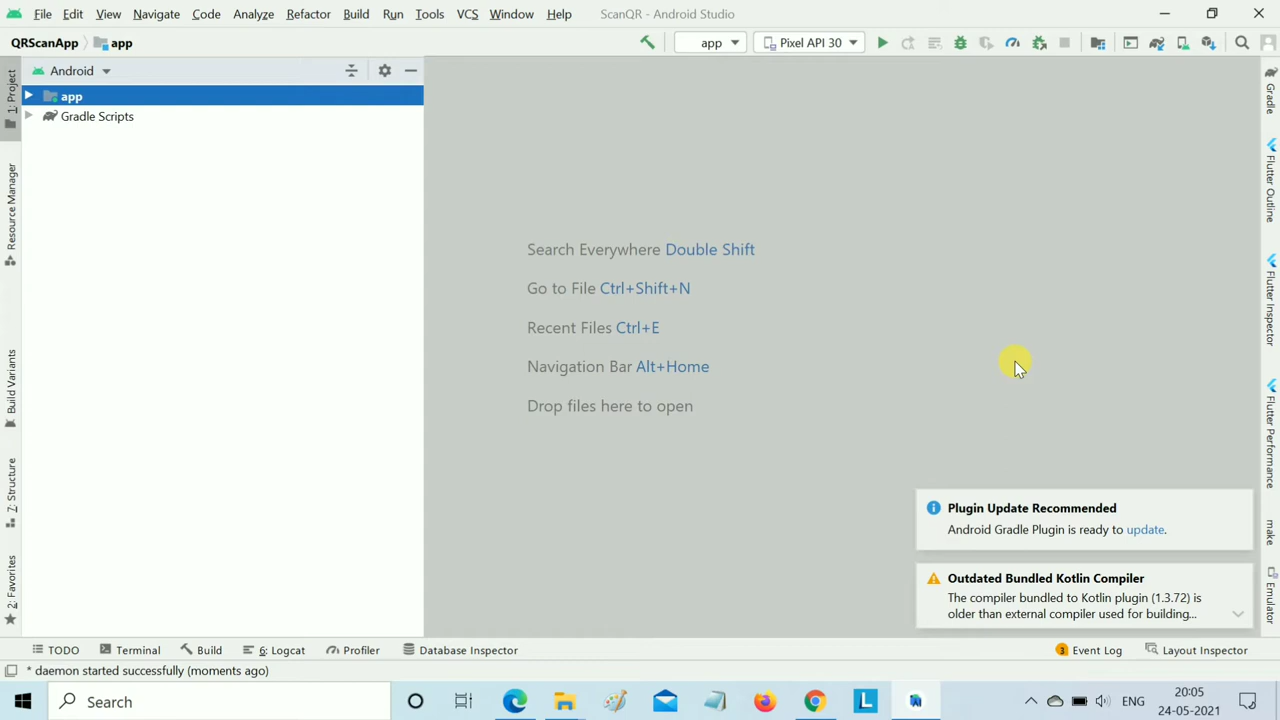 File Edit View Navigate Code Analyze Refactor Build Run Tools VCS Window Help ScanQR - Android Studio
QRScanApp app
app Pixel API 30
1: Project
Resource Manager
Build Variants
7: Structure
2: Favorites
Android
app
Gradle Scripts
Search Everywhere Double Shift
Go to File Ctrl+Shift+N
Recent Files Ctrl+E
Navigation Bar Alt+Home
Drop files here to open
Plugin Update Recommended
Android Gradle Plugin is ready to update.
Outdated Bundled Kotlin Compiler
The compiler bundled to Kotlin plugin (1.3.72) is
older than external compiler used for building...
Gradle
Flutter Outline
Flutter Inspector
Flutter Performance
make
Emulator
TODO Terminal Build 6: Logcat Profiler Database Inspector 3 Event Log Layout Inspector
* daemon started successfully (moments ago)
Search
L
ENG
20:05
24-05-2021